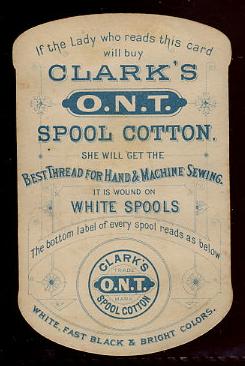 If the Lady who reads this card
will buy
CLARK'S
O.N.T.
SPOOL COTTON.
SHE WILL GET THE
BEST THREAD FOR HAND & MACHINE SEWING.
IT IS WOUND ON
WHITE SPOOLS
The bottom label of every spool reads as below
CLARK'S
TRADE
O.N.T.
MARK
SPOOL COTTON
WHITE, FAST BLACK & BRIGHT COLORS.